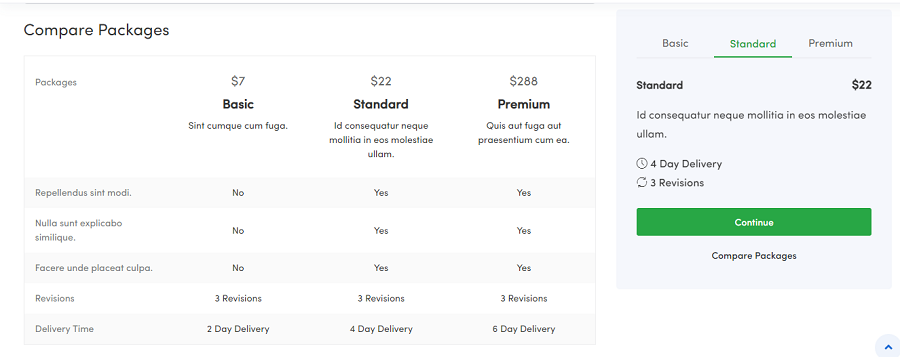 Compare Packages
Packages
$7
Basic
Sint cumque cum fuga.
$22
Standard
Id consequatur neque
mollitia in eos molestiae
ullam.
$288
Premium
Quis aut fuga aut
praesentium cum ea.
Repellendus sint modi. No Yes Yes
Nulla sunt explicabo
similique. No Yes Yes
Facere unde placeat culpa. No Yes Yes
Revisions 3 Revisions 3 Revisions 3 Revisions
Delivery Time 2 Day Delivery 4 Day Delivery 6 Day Delivery
Basic Standard Premium
Standard $22
Id consequatur neque mollitia in eos molestiae
ullam.
4 Day Delivery
3 Revisions
Continue
Compare Packages